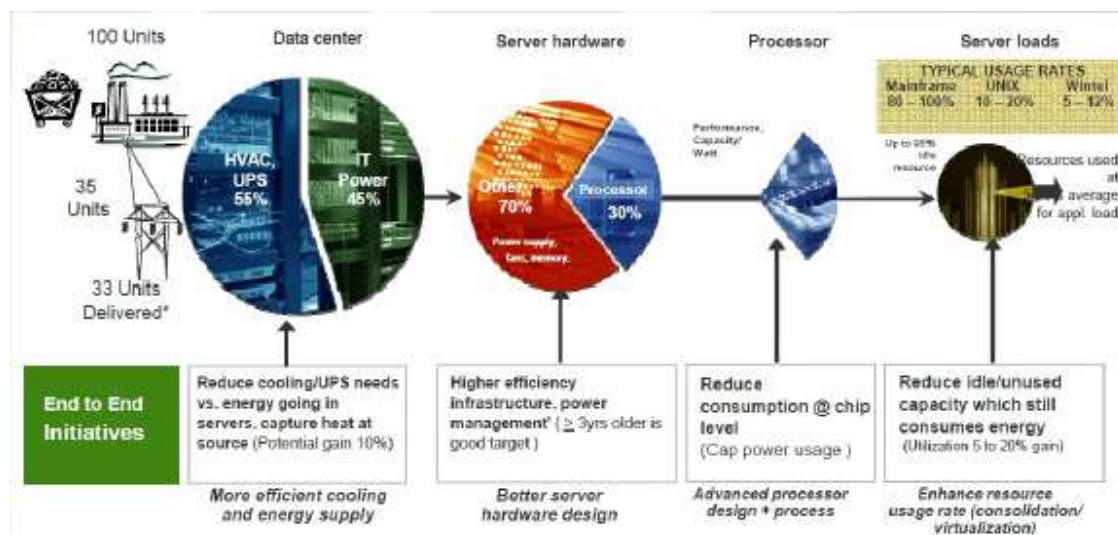 100 Units
Data center
Server hardware
Processor
Server loads
TYPICAL USAGE RATES
Mainframe UNIX Wintel
80 – 100% 10 – 20% 5 – 12%
HVAC,
UPS
55%
IT
Power
45%
Other
70%
Power supply,
fans, memory,
Processor
30%
Performance,
Capacity/
Watt
Up to 95%
idle
resource
Resources used
at
average
for appl. load
35
Units
33 Units
Delivered*
End to End
Initiatives
Reduce cooling/UPS needs
vs. energy going in
servers, capture heat at
source (Potential gain 10%)
Higher efficiency
infrastructure, power
management' ( ≥ 3yrs older is
good target )
Reduce
consumption @ chip
level
(Cap power usage )
Reduce idle/unused
capacity which still
consumes energy
(Utilization 5 to 20% gain)
More efficient cooling
and energy supply
Better server
hardware design
Advanced processor
design + process
Enhance resource
usage rate (consolidation/
virtualization)